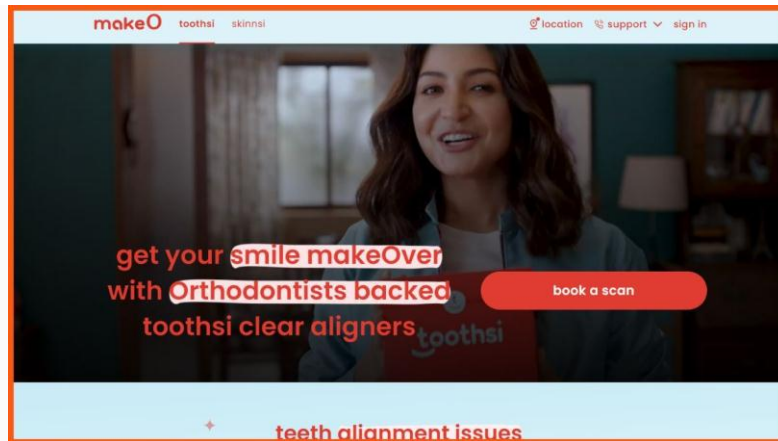 makeO toothsi skinnsi location support sign in
get your smile makeOver
with Orthodontists backed
toothsi clear aligners
book a scan
toothsi
teeth alignment issues